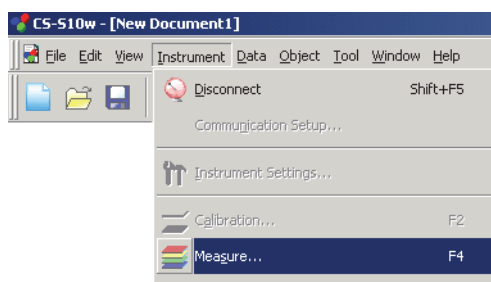 CS-S10w - [New Document1]
File Edit View Instrument Data Object Tool Window Help
Disconnect Shift+F5
Communication Setup...
Instrument Settings...
Calibration... F2
Measure... F4